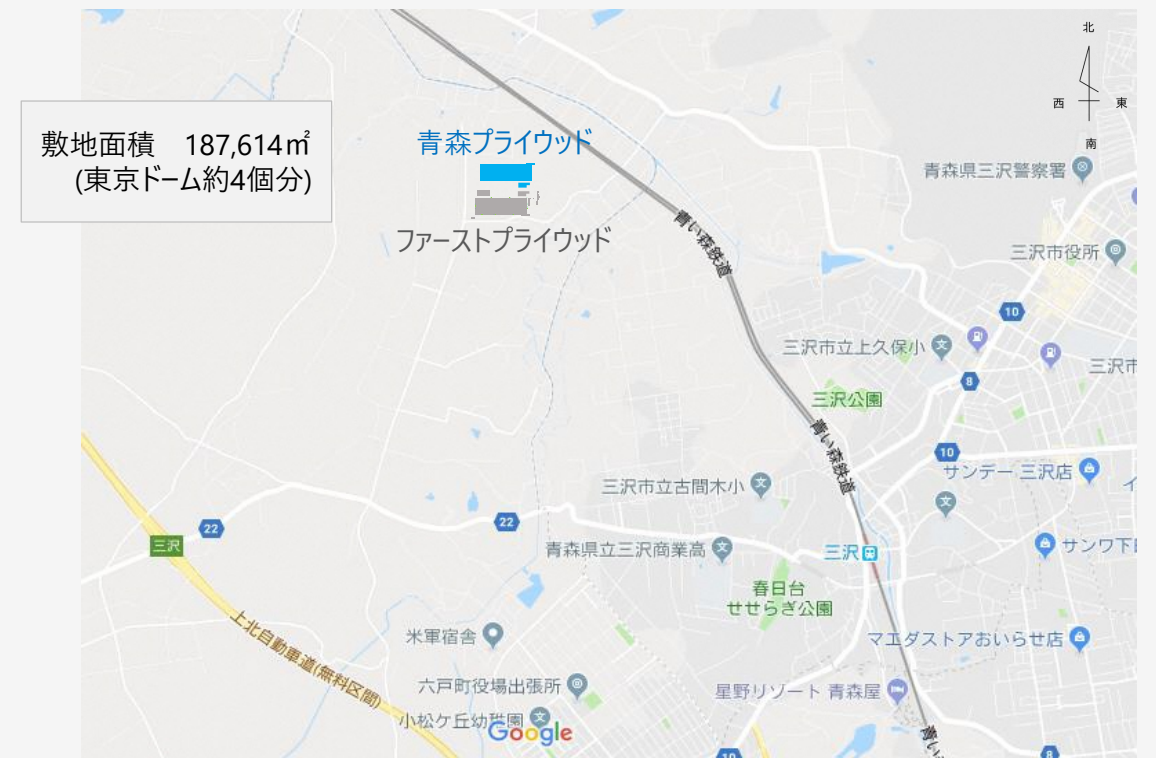 北
西 東
南
敷地面積 187,614㎡
(東京ドーム約4個分)
青森プライウッド
ファーストプライウッド
青森県三沢警察署
三沢市役所
青い森鉄道
10
三沢市立上久保小
三沢市
8
三沢公園
青い森鉄道
10
サンデー 三沢店
イ
三沢市立古間木小
22
22
三沢
青森県立三沢商業高
三沢
サンワ下田
春日台
せせらぎ公園
上北自動車道(無料区間)
米軍宿舎
マエダストアおいらせ店
六戸町役場出張所
星野リゾート 青森屋
小松ケ丘幼稚園
Google
青い
10
8